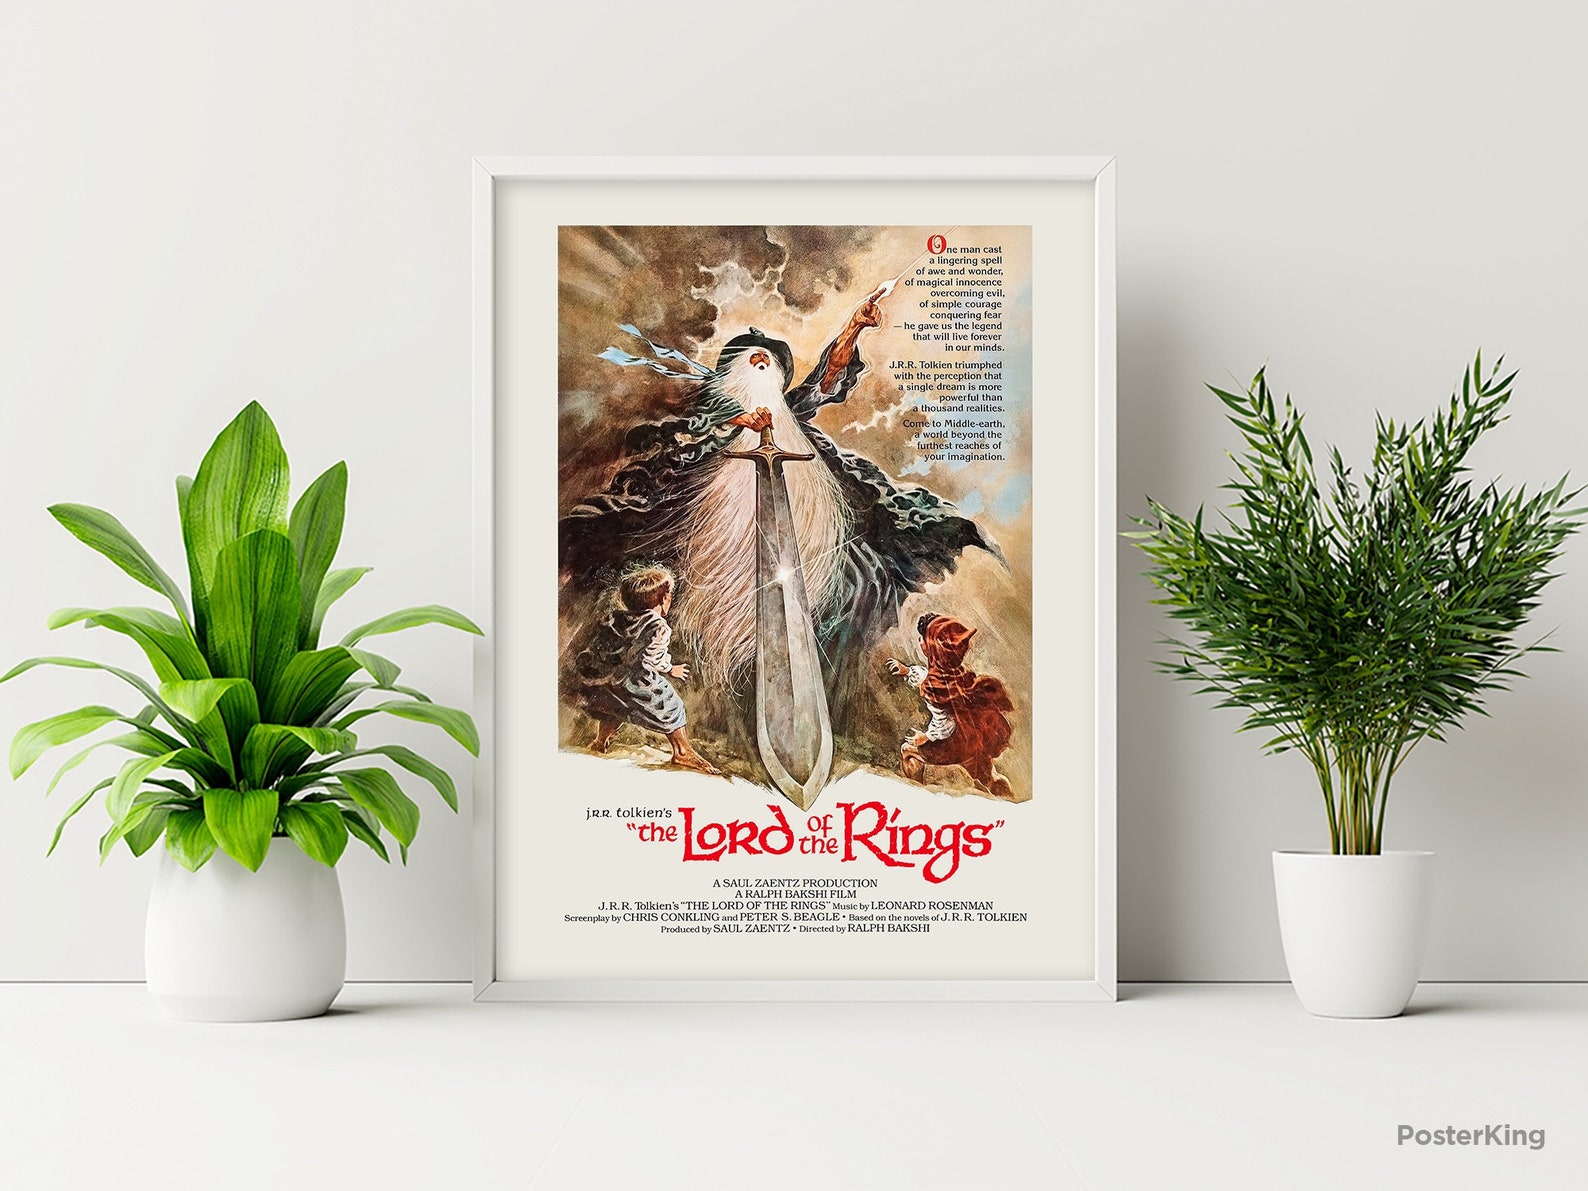 One man cast
a lingering spell
of awe and wonder,
of magical innocence
overcoming evil,
of simple courage
conquering fear
—he gave us the legend
that will live forever
in our minds.
J.R.R. Tolkien triumphed
with the perception that
a single dream is more
powerful than
a thousand realities.
Come to Middle-earth,
a world beyond the
furthest reaches of
your imagination.
j.R.R. tolkien's
"the Lord of the Rings"
A SAUL ZAENTZ PRODUCTION
A RALPH BAKSHI FILM
J.R.R. Tolkien's "THE LORD OF THE RINGS" Music by LEONARD ROSENMAN
Screenplay by CHRIS CONKLING and PETER S. BEAGLE • Based on the novels of J.R.R. TOLKIEN
Produced by SAUL ZAENTZ • Directed by RALPH BAKSHI
PosterKing